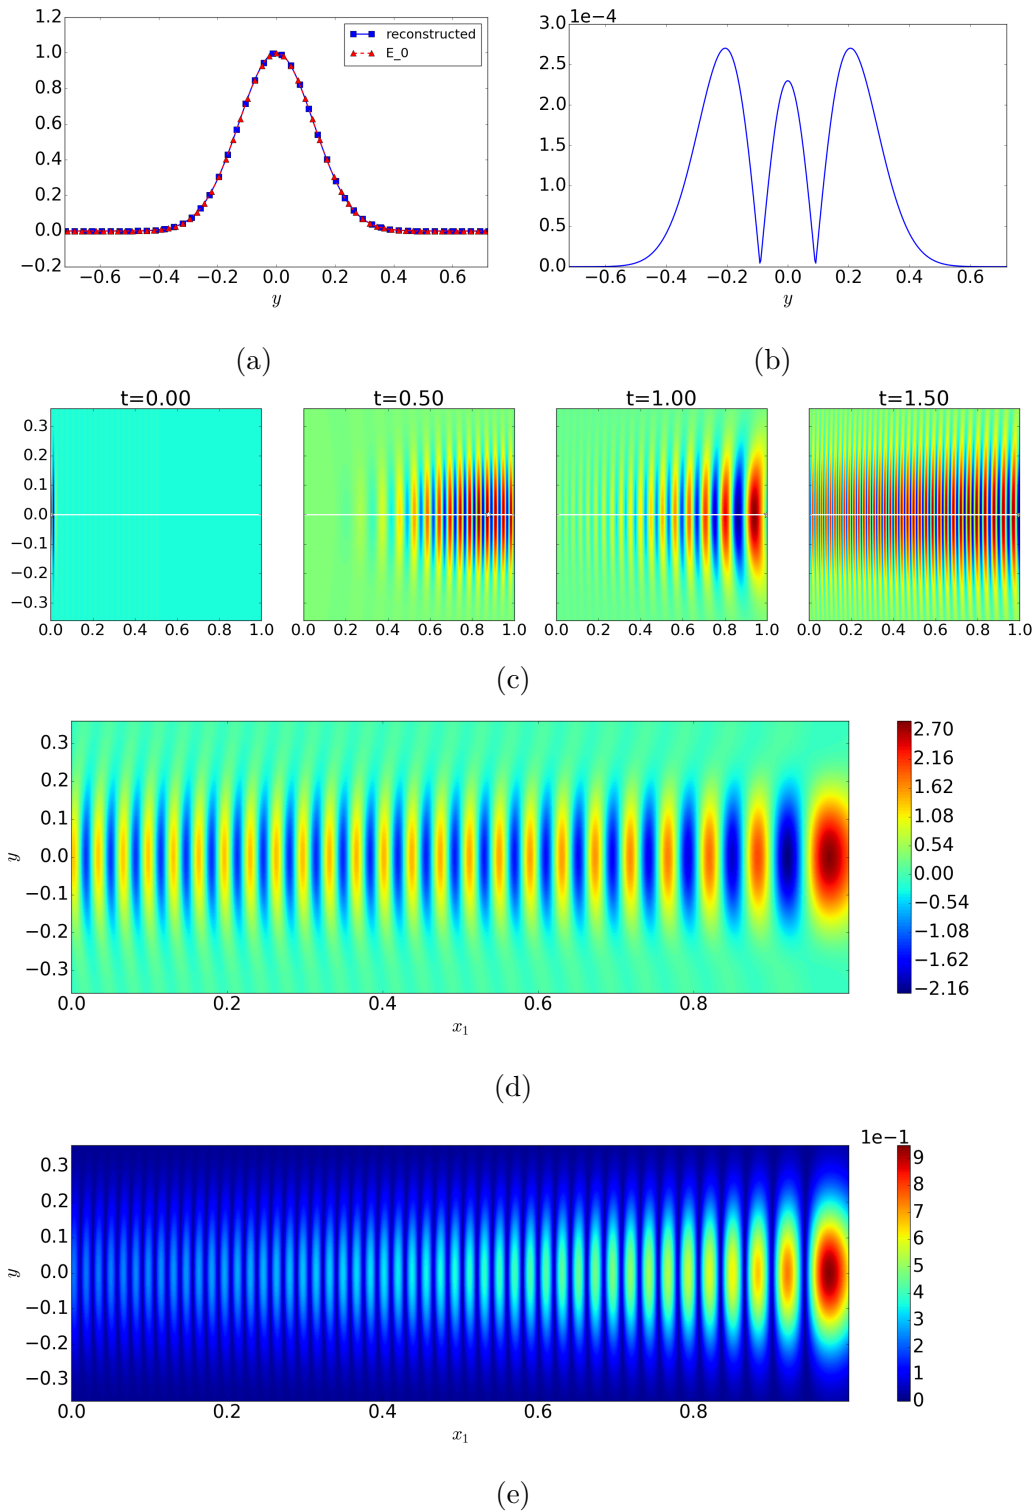 1.2
1.0
0.8
0.6
0.4
0.2
0.0
−0.2
−0.6 −0.4 −0.2 0.0 0.2 0.4 0.6
y
reconstructed
E_0
(a)
1e−4
3.0
2.5
2.0
1.5
1.0
0.5
0.0
−0.6 −0.4 −0.2 0.0 0.2 0.4 0.6
y
(b)
t=0.00 t=0.50 t=1.00 t=1.50
0.3
0.2
0.1
0.0
−0.1
−0.2
−0.3
0.0 0.2 0.4 0.6 0.8 1.0 0.0 0.2 0.4 0.6 0.8 1.0 0.0 0.2 0.4 0.6 0.8 1.0 0.0 0.2 0.4 0.6 0.8 1.0
(c)
0.3
0.2
0.1
0.0
−0.1
−0.2
−0.3
y
0.0 0.2 0.4 0.6 0.8
x₁
2.70
2.16
1.62
1.08
0.54
0.00
−0.54
−1.08
−1.62
−2.16
(d)
0.3
0.2
0.1
0.0
−0.1
−0.2
−0.3
y
0.0 0.2 0.4 0.6 0.8
x₁
1e−1
9
8
7
6
5
4
3
2
1
0
(e)